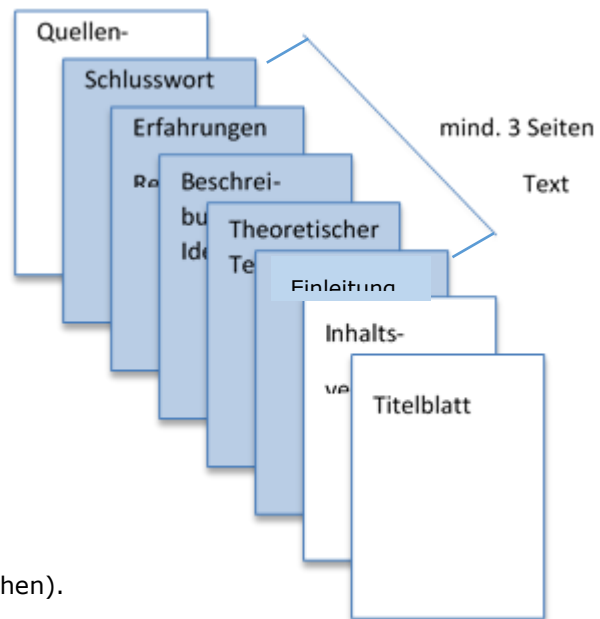 Quellen-
Schlusswort
Erfahrungen
mind. 3 Seiten
Text
Beschrei-
Theoretischer
Einleitung
Inhalts-
Titelblatt
hen).